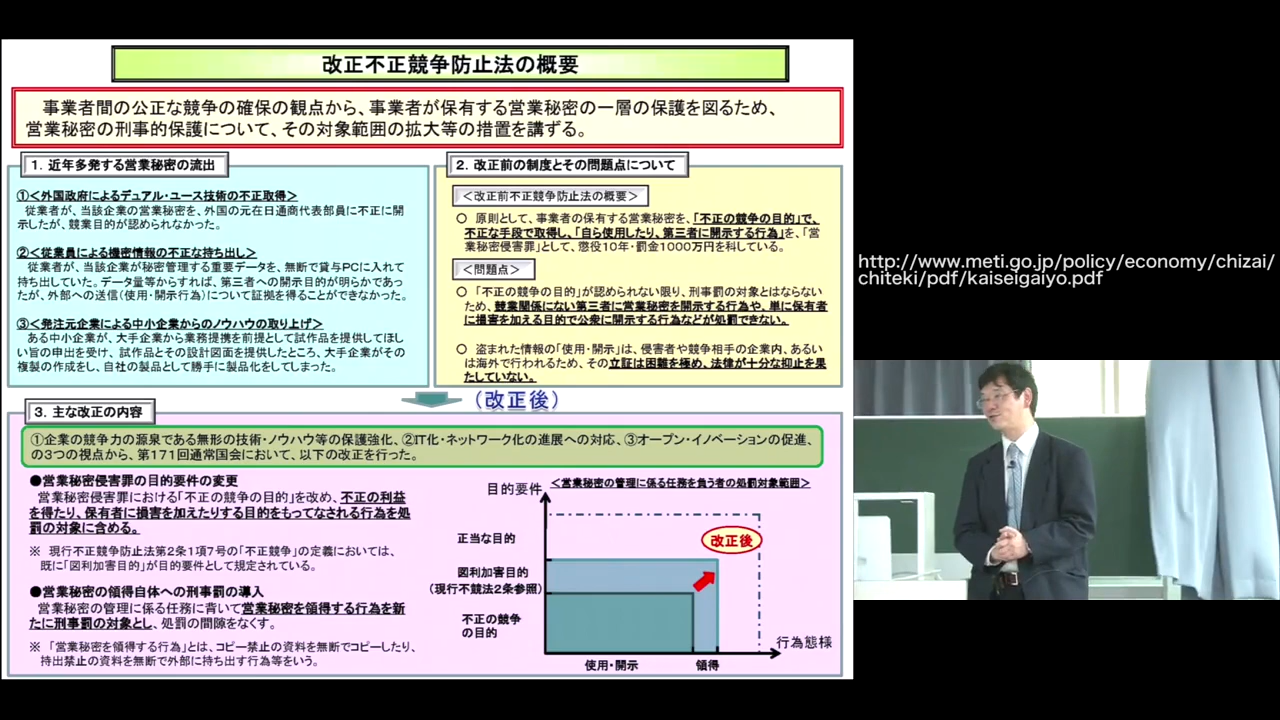 改正不正競争防止法の概要
事業者間の公正な競争の確保の観点から、事業者が保有する営業秘密の一層の保護を図るため、
営業秘密の刑事的保護について、その対象範囲の拡大等の措置を講ずる。
1．近年多発する営業秘密の流出
①＜外国政府によるデュアル・ユース技術の不正取得＞
従業者が、当該企業の営業秘密を、外国の元在日通商代表部員に不正に開
示したが、競業目的が認められなかった。
②＜従業員による機密情報の不正な持ち出し＞
従業者が、当該企業が秘密管理する重要データを、無断で貸与PCに入れて
持ち出していた。データ量等からすれば、第三者への開示目的が明らかであっ
たが、外部への送信（使用・開示行為）について証拠を得ることができなかった。
③＜発注元企業による中小企業からのノウハウの取り上げ＞
ある中小企業が、大手企業から業務提携を前提として試作品を提供してほし
い旨の申出を受け、試作品とその設計図面を提供したところ、大手企業がその
複製の作成をし、自社の製品として勝手に製品化をしてしまった。
2．改正前の制度とその問題点について
＜改正前不正競争防止法の概要＞
○ 原則として、事業者の保有する営業秘密を、「不正の競争の目的」で、
不正な手段で取得し、「自ら使用したり、第三者に開示する行為」を、「営
業秘密侵害罪」として、懲役10年・罰金1000万円を科している。
＜問題点＞
○ 「不正の競争の目的」が認められない限り、刑事罰の対象とはならない
ため、競業関係にない第三者に営業秘密を開示する行為や、単に保有者
に損害を加える目的で公衆に開示する行為などが処罰できない。
○ 盗まれた情報の「使用・開示」は、侵害者や競争相手の企業内、あるい
は海外で行われるため、その立証は困難を極め、法律が十分な抑止を果
たしていない。
（改正後）
3．主な改正の内容
①企業の競争力の源泉である無形の技術・ノウハウ等の保護強化、②IT化・ネットワーク化の進展への対応、③オープン・イノベーションの促進、
の3つの視点から、第171回通常国会において、以下の改正を行った。
●営業秘密侵害罪の目的要件の変更
営業秘密侵害罪における「不正の競争の目的」を改め、不正の利益
を得たり、保有者に損害を加えたりする目的をもってなされる行為を処
罰の対象に含める。
※ 現行不正競争防止法第2条1項7号の「不正競争」の定義においては、
既に「図利加害目的」が目的要件として規定されている。
●営業秘密の領得自体への刑事罰の導入
営業秘密の管理に係る任務に背いて営業秘密を領得する行為を新
たに刑事罰の対象とし、処罰の間隙をなくす。
※ 「営業秘密を領得する行為」とは、コピー禁止の資料を無断でコピーしたり、
持出禁止の資料を無断で外部に持ち出す行為等をいう。
目的要件
＜営業秘密の管理に係る任務を負う者の処罰対象範囲＞
正当な目的
改正後
図利加害目的
（現行不競法2条参照）
不正の競争
の目的
行為態様
使用・開示
領得
http://www.meti.go.jp/policy/economy/chizai/
chiteki/pdf/kaiseigaiyo.pdf